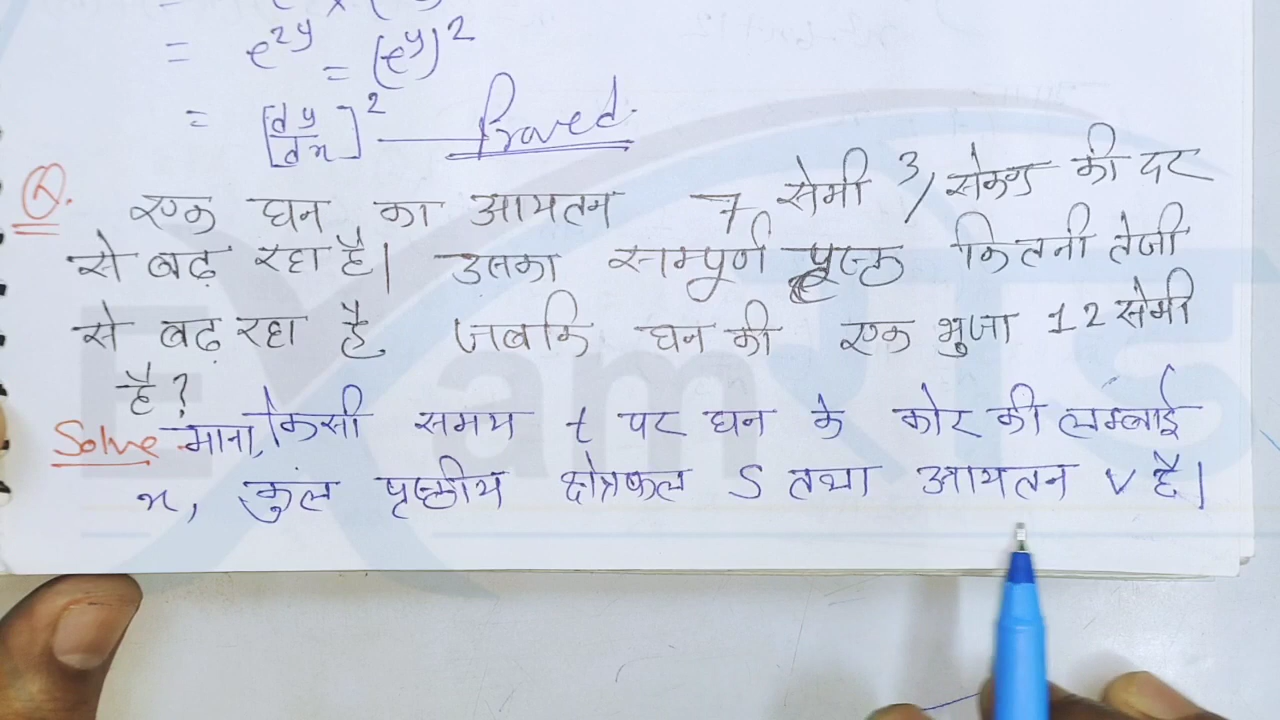 = e^2y = (e^y)^2
= [dy/dx]^2 Proved.
Q. एक घन का आयतन 7 सेमी^3/सेकण्ड की दर
से बढ़ रहा है। उसका सम्पूर्ण पृष्ठ कितनी तेजी
से बढ़ रहा है, जबकि घन की एक भुजा 12 सेमी
है?
Solve माना, किसी समय t पर घन के कोर की लम्बाई
x, कुल पृष्ठीय क्षेत्रफल S तथा आयतन V है।
Examरोड